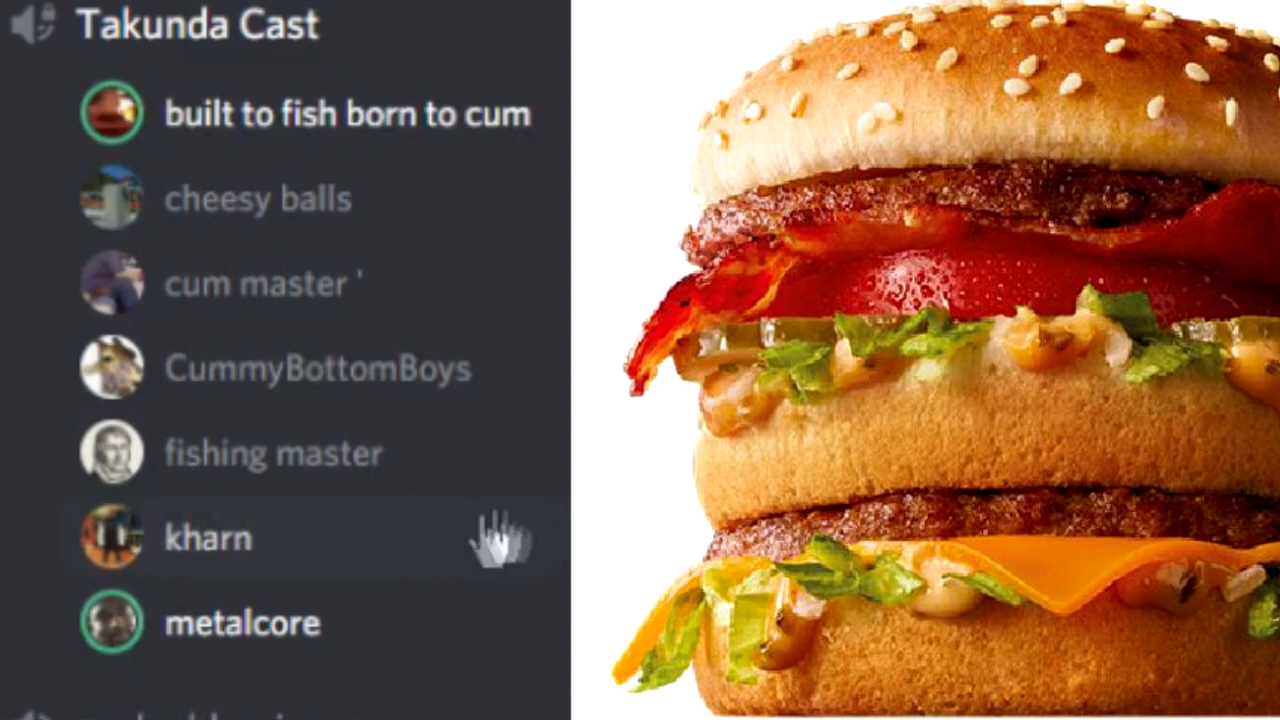 Takunda Cast
built to fish born to cum
cheesy balls
cum master '
CummyBottomBoys
fishing master
kharn
metalcore